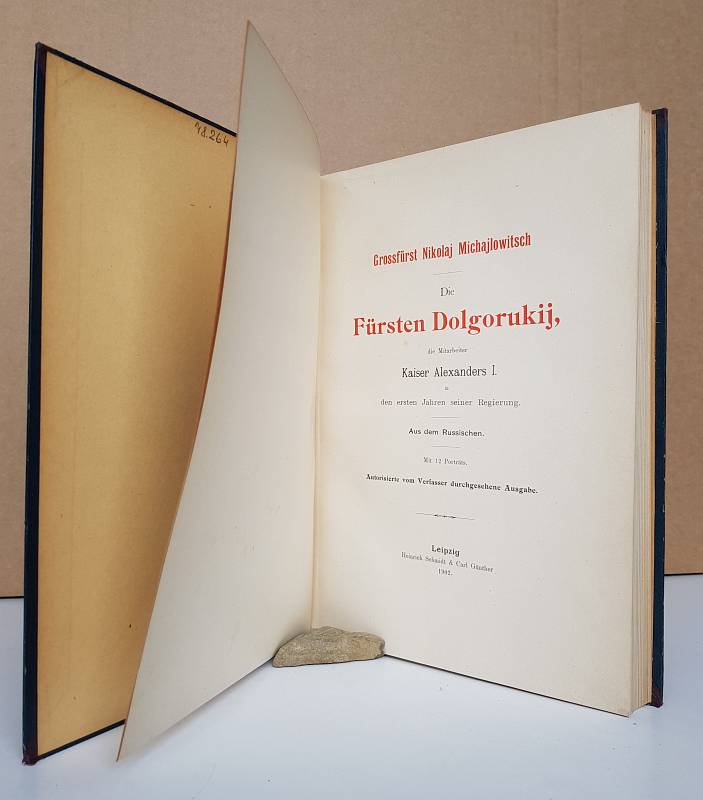 48.264
Grossfürst Nikolaj Michajlowitsch
Die
Fürsten Dolgorukij,
die Mitarbeiter
Kaiser Alexanders I.
in
den ersten Jahren seiner Regierung.
Aus dem Russischen.
Mit 12 Porträts.
Autorisierte vom Verfasser durchgesehene Ausgabe.
Leipzig
Heinrich Schmidt & Carl Günther
1902.